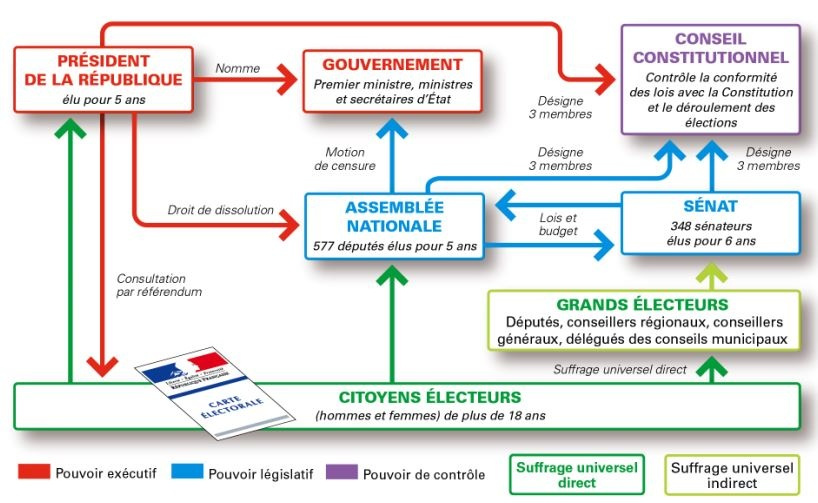 PRÉSIDENT
DE LA RÉPUBLIQUE
élu pour 5 ans
Nomme
GOUVERNEMENT
Premier ministre, ministres
et secrétaires d'État
Désigne
3 membres
CONSEIL
CONSTITUTIONNEL
Contrôle la conformité
des lois avec la Constitution
et le déroulement des
élections
Motion
de censure
Désigne
3 membres
Désigne
3 membres
Droit de dissolution
ASSEMBLÉE
NATIONALE
577 députés élus pour 5 ans
Lois et
budget
SÉNAT
348 sénateurs
élus pour 6 ans
Consultation
par référendum
GRANDS ÉLECTEURS
Députés, conseillers régionaux, conseillers
généraux, délégués des conseils municipaux
Suffrage universel direct
Liberté • Égalité • Fraternité
RÉPUBLIQUE FRANÇAISE
CARTE
ÉLECTORALE
CITOYENS ÉLECTEURS
(hommes et femmes) de plus de 18 ans
Pouvoir exécutif
Pouvoir législatif
Pouvoir de contrôle
Suffrage universel
direct
Suffrage universel
indirect